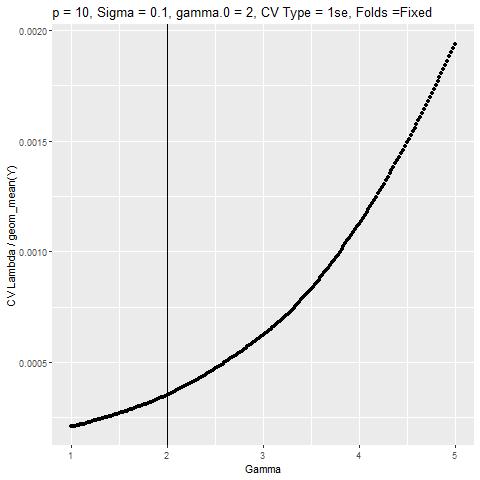 p = 10, Sigma = 0.1, gamma.0 = 2, CV Type = 1se, Folds =Fixed
0.0020
0.0015
0.0010
0.0005
CV Lambda / geom_mean(Y)
1 2 3 4 5
Gamma